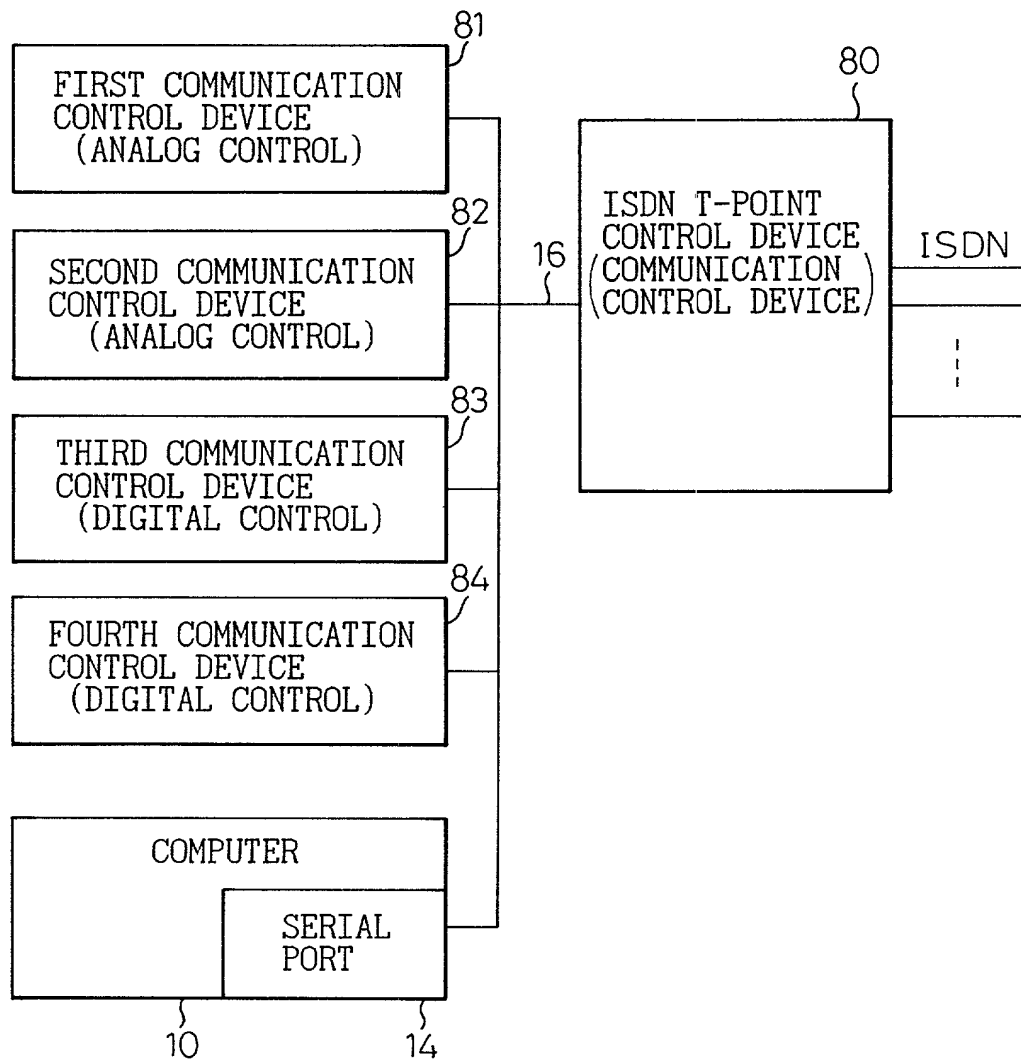 81
FIRST COMMUNICATION
CONTROL DEVICE
(ANALOG CONTROL)
82
SECOND COMMUNICATION
CONTROL DEVICE
(ANALOG CONTROL)
83
THIRD COMMUNICATION
CONTROL DEVICE
(DIGITAL CONTROL)
84
FOURTH COMMUNICATION
CONTROL DEVICE
(DIGITAL CONTROL)
COMPUTER
SERIAL
PORT
10
14
16
80
ISDN T-POINT
CONTROL DEVICE
(COMMUNICATION
CONTROL DEVICE)
ISDN